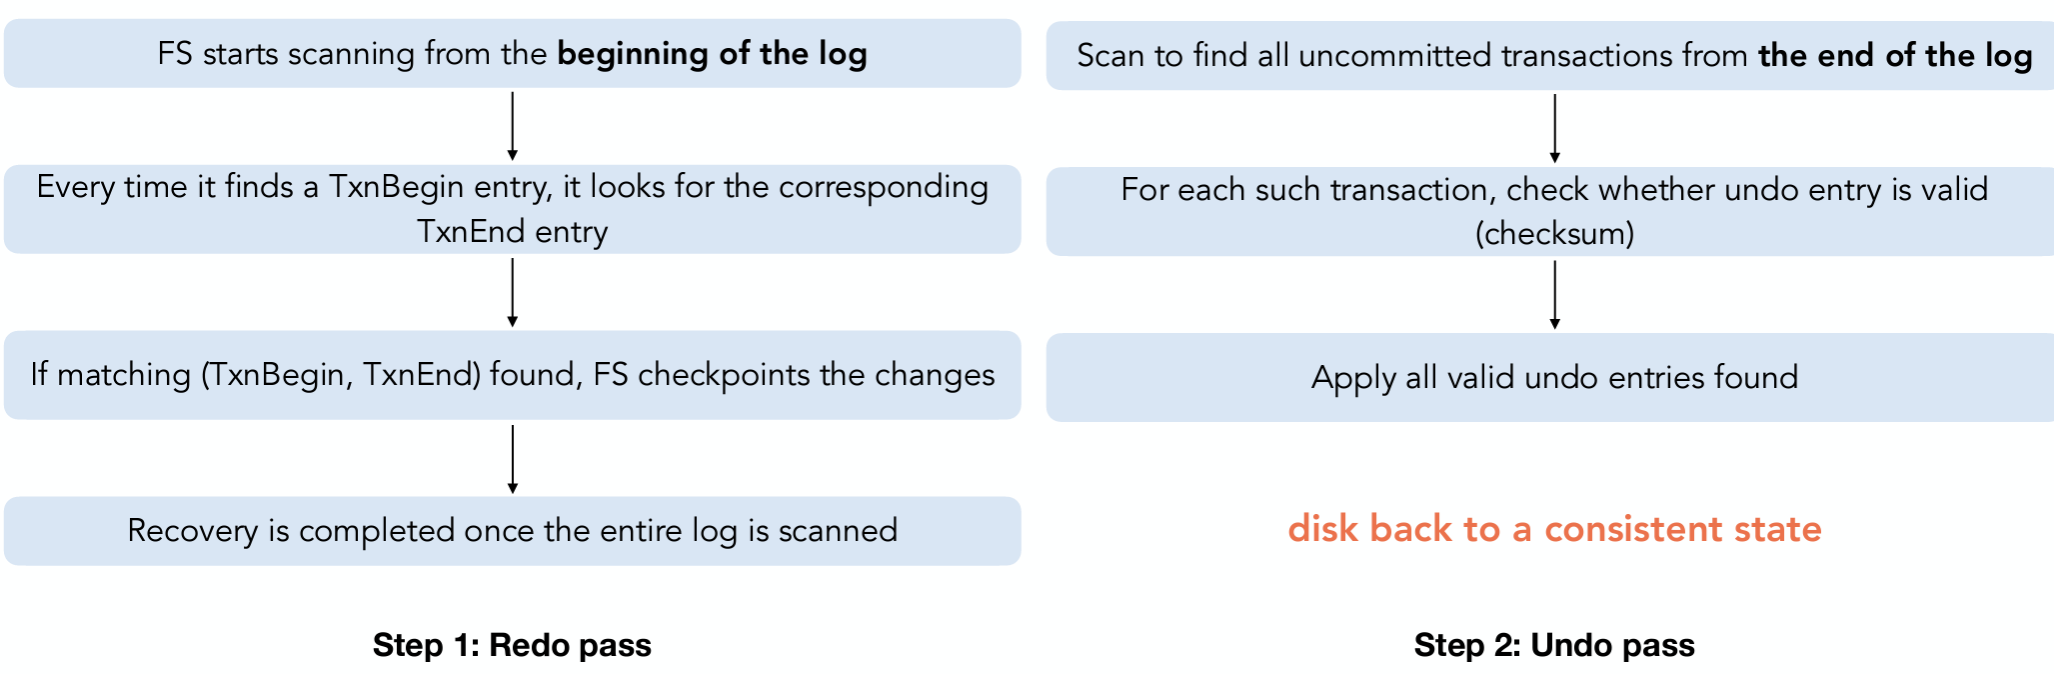 FS starts scanning from the beginning of the log
Every time it finds a TxnBegin entry, it looks for the corresponding
TxnEnd entry
If matching (TxnBegin, TxnEnd) found, FS checkpoints the changes
Recovery is completed once the entire log is scanned
Step 1: Redo pass
Scan to find all uncommitted transactions from the end of the log
For each such transaction, check whether undo entry is valid
(checksum)
Apply all valid undo entries found
disk back to a consistent state
Step 2: Undo pass